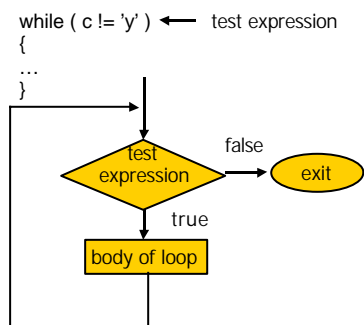 while ( c != 'y' ) test expression
{
…
}
test
expression
false
exit
true
body of loop